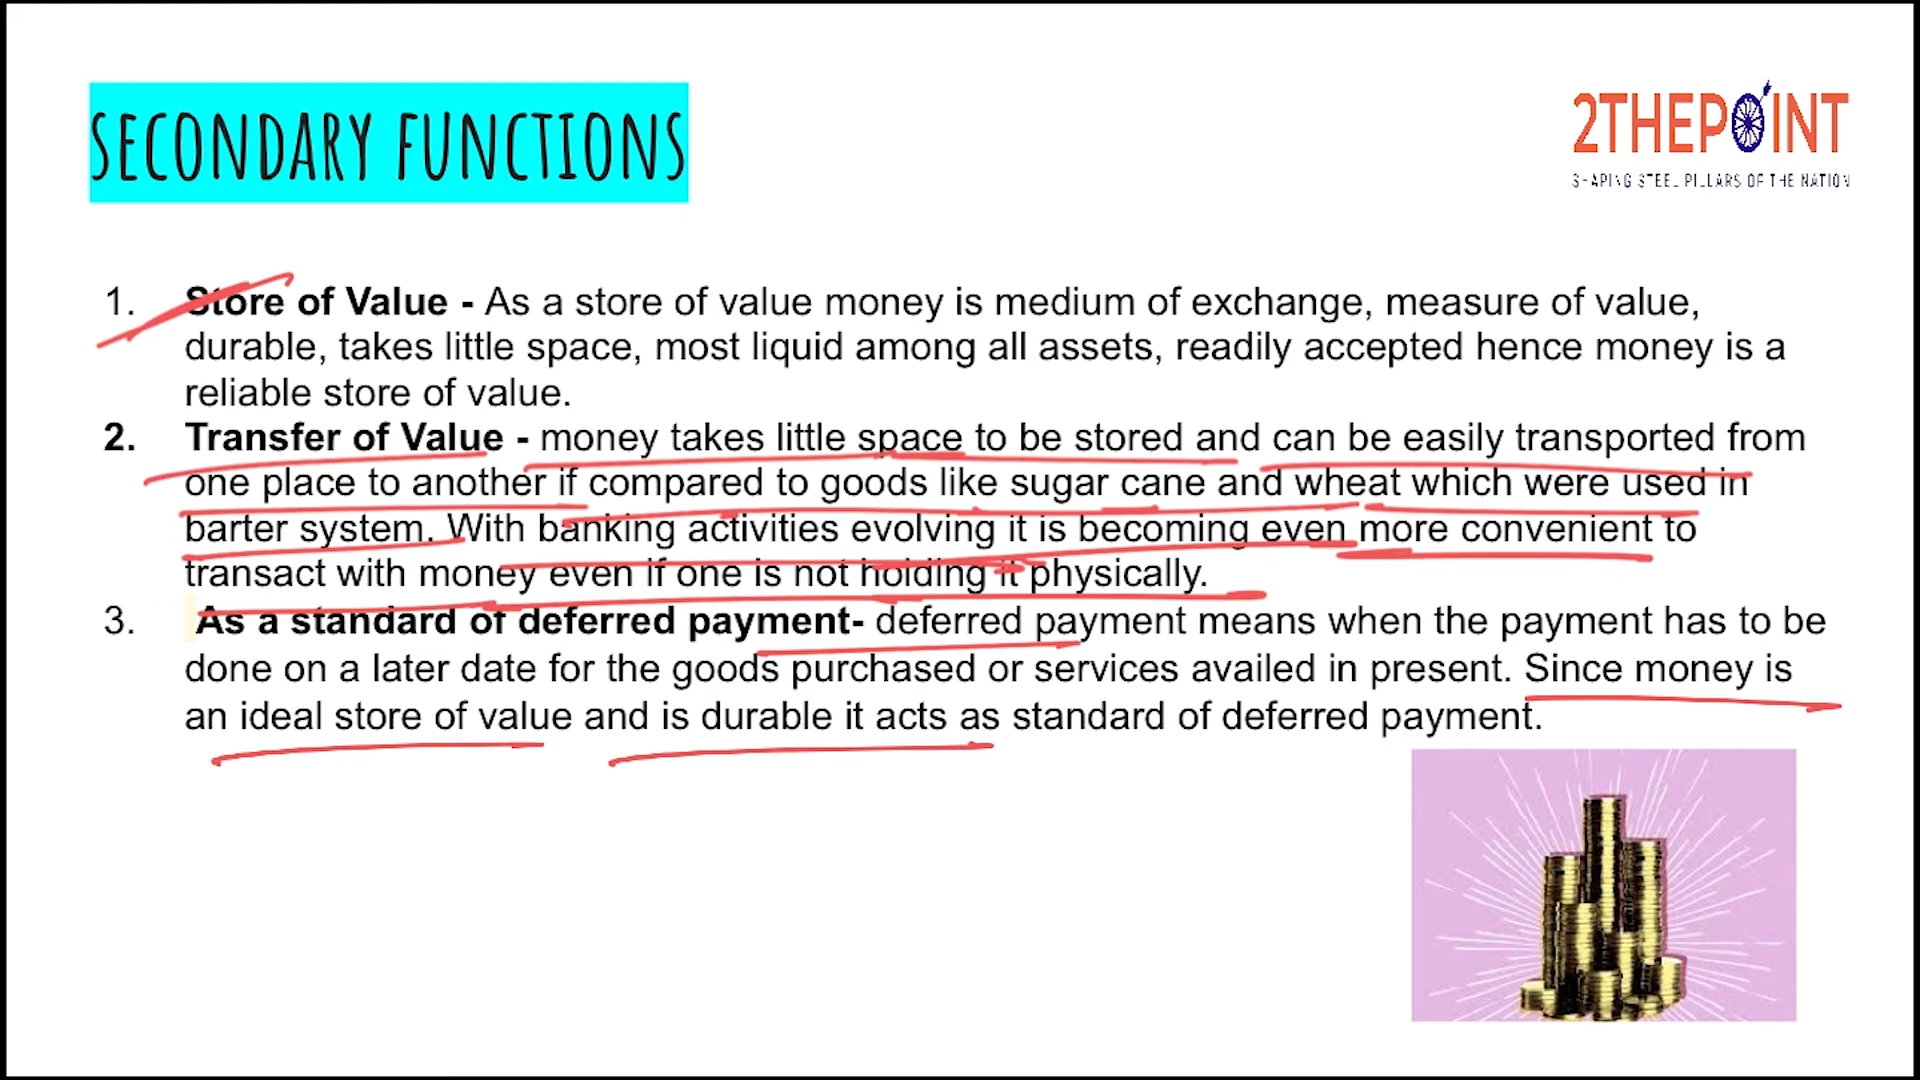 SECONDARY FUNCTIONS
2THEPOINT
SHAPING STEEL PILLARS OF THE NATION
1. Store of Value - As a store of value money is medium of exchange, measure of value,
durable, takes little space, most liquid among all assets, readily accepted hence money is a
reliable store of value.
2. Transfer of Value - money takes little space to be stored and can be easily transported from
one place to another if compared to goods like sugar cane and wheat which were used in
barter system. With banking activities evolving it is becoming even more convenient to
transact with money even if one is not holding it physically.
3. As a standard of deferred payment- deferred payment means when the payment has to be
done on a later date for the goods purchased or services availed in present. Since money is
an ideal store of value and is durable it acts as standard of deferred payment.